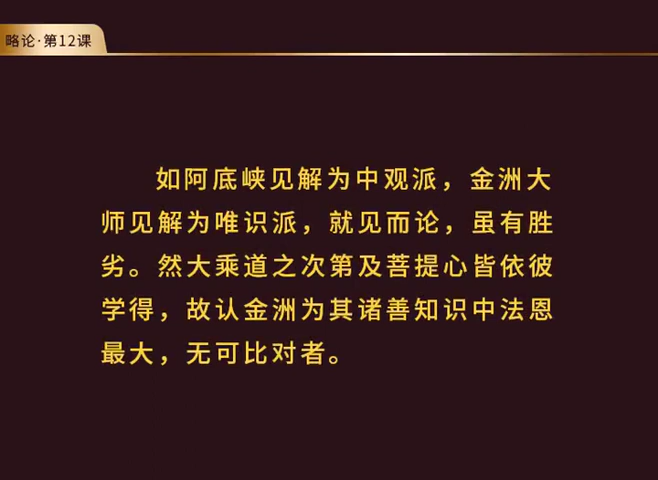 略论·第12课
如阿底峡见解为中观派，金洲大
师见解为唯识派，就见而论，虽有胜
劣。然大乘道之次第及菩提心皆依彼
学得，故认金洲为其诸善知识中法恩
最大，无可比对者。